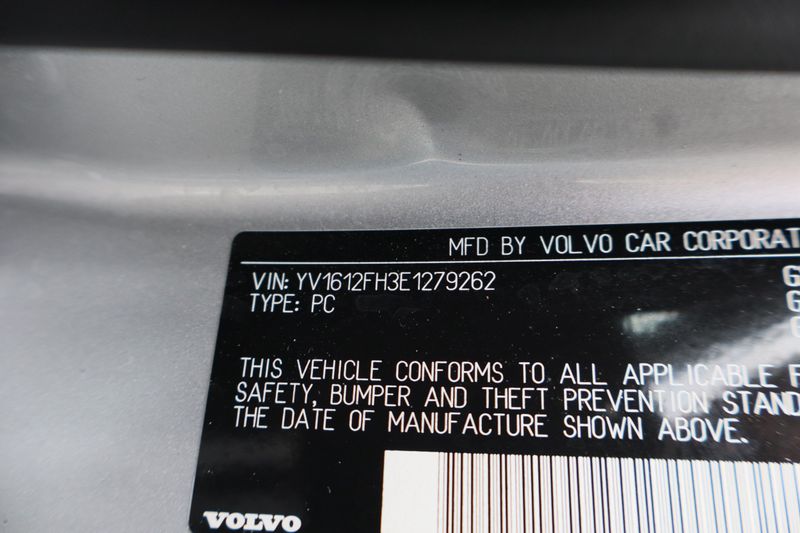 MFD BY VOLVO CAR CORPORAT
VIN: YV1612FH3E1279262
TYPE: PC
G
G
THIS VEHICLE CONFORMS TO ALL APPLICABLE F
SAFETY, BUMPER AND THEFT PREVENTION STAND
THE DATE OF MANUFACTURE SHOWN ABOVE.
VOLVO